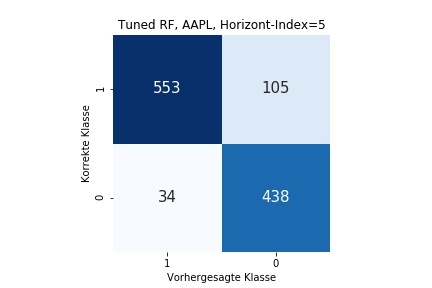 Tuned RF, AAPL, Horizont-Index=5
Korrekte Klasse
1
553
105
0
34
438
1
0
Vorhergesagte Klasse